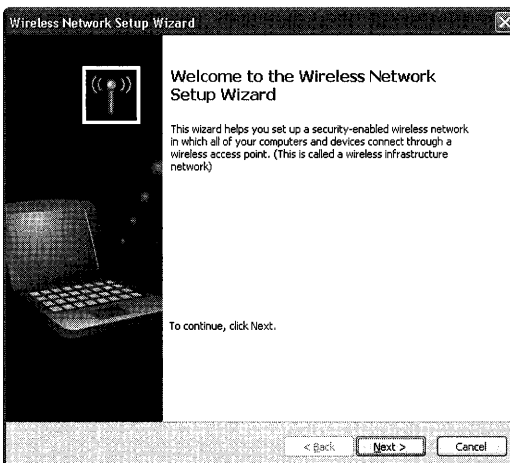 Wireless Network Setup Wizard
Welcome to the Wireless Network
Setup Wizard
This wizard helps you set up a security-enabled wireless network
in which all of your computers and devices connect through a
wireless access point. (This is called a wireless infrastructure
network)
To continue, click Next.
< Back Next > Cancel